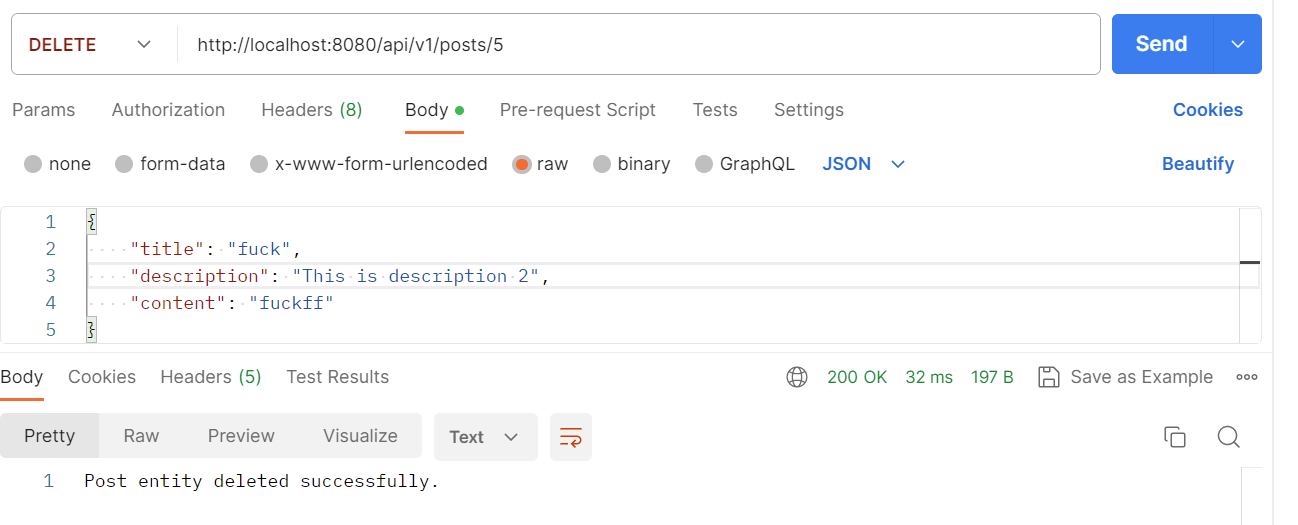 DELETE http://localhost:8080/api/v1/posts/5 Send
Params Authorization Headers (8) Body Pre-request Script Tests Settings Cookies
none form-data x-www-form-urlencoded raw binary GraphQL JSON Beautify
1 {
2 "title": "fuck",
3 "description": "This is description 2",
4 "content": "fuckff"
5 }
Body Cookies Headers (5) Test Results 200 OK 32 ms 197 B Save as Example
Pretty Raw Preview Visualize Text
1 Post entity deleted successfully.